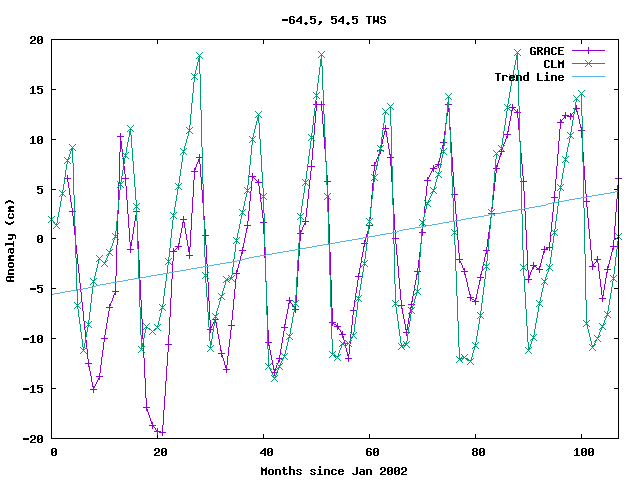 -64.5, 54.5 TWS
GRACE
CLM
Trend Line
20
15
10
5
0
-5
-10
-15
-20
Anomaly (cm)
0 20 40 60 80 100
Months since Jan 2002